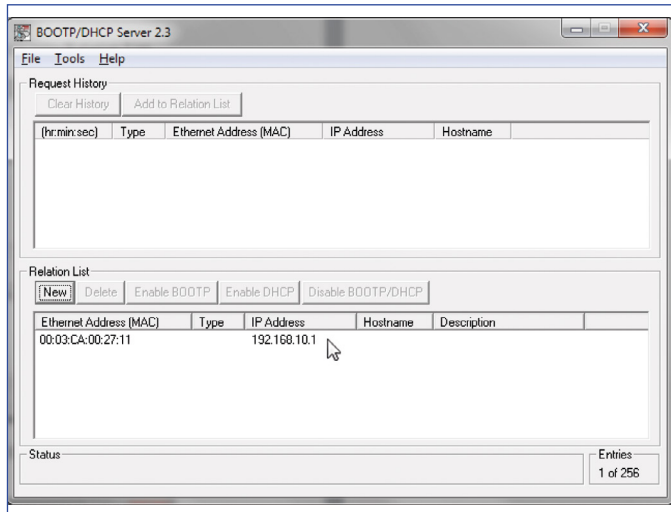 BOOTP/DHCP Server 2.3
File Tools Help
Request History
Clear History Add to Relation List
(hr:min:sec) Type Ethernet Address (MAC) IP Address Hostname
Relation List
New Delete Enable BOOTP Enable DHCP Disable BOOTP/DHCP
Ethernet Address (MAC) Type IP Address Hostname Description
00:03:CA:00:27:11 192.168.10.1
Status
Entries
1 of 256